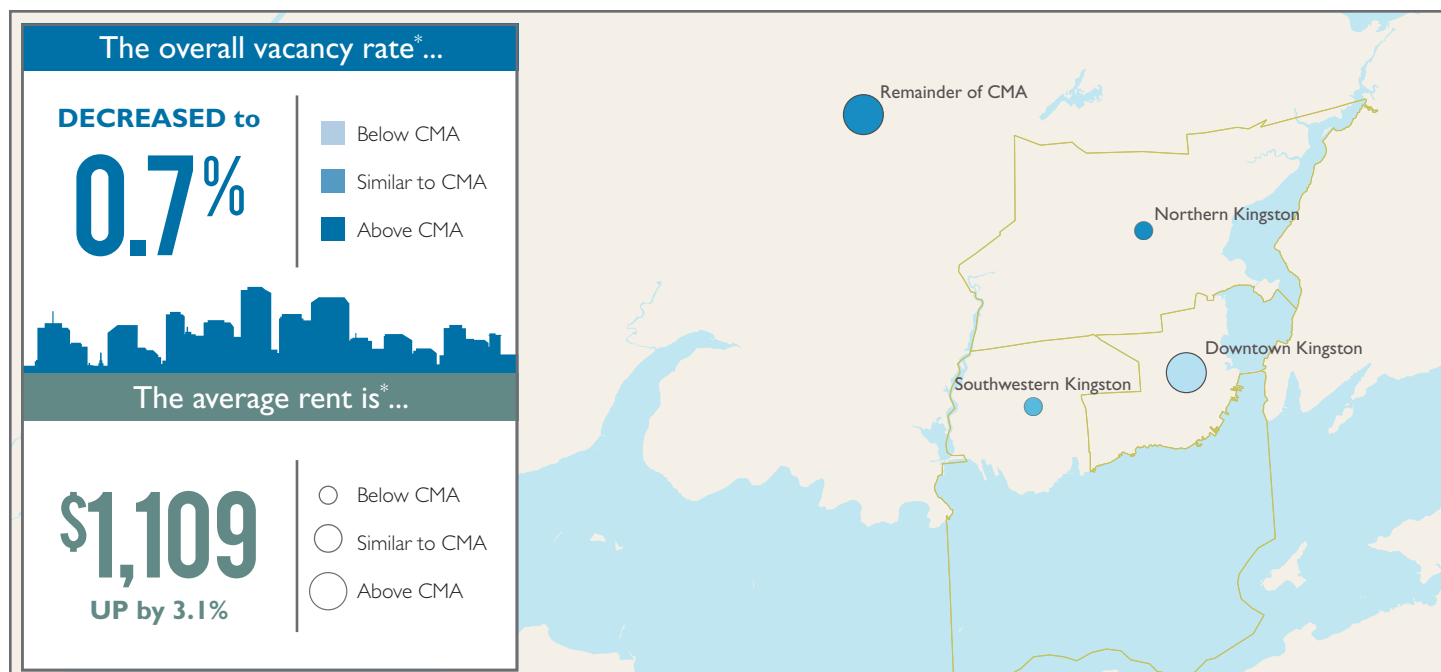 The overall vacancy rate*...
DECREASED to
0.7%
Below CMA
Similar to CMA
Above CMA
The average rent is*...
$1,109
UP by 3.1%
Below CMA
Similar to CMA
Above CMA
Remainder of CMA
Northern Kingston
Downtown Kingston
Southwestern Kingston